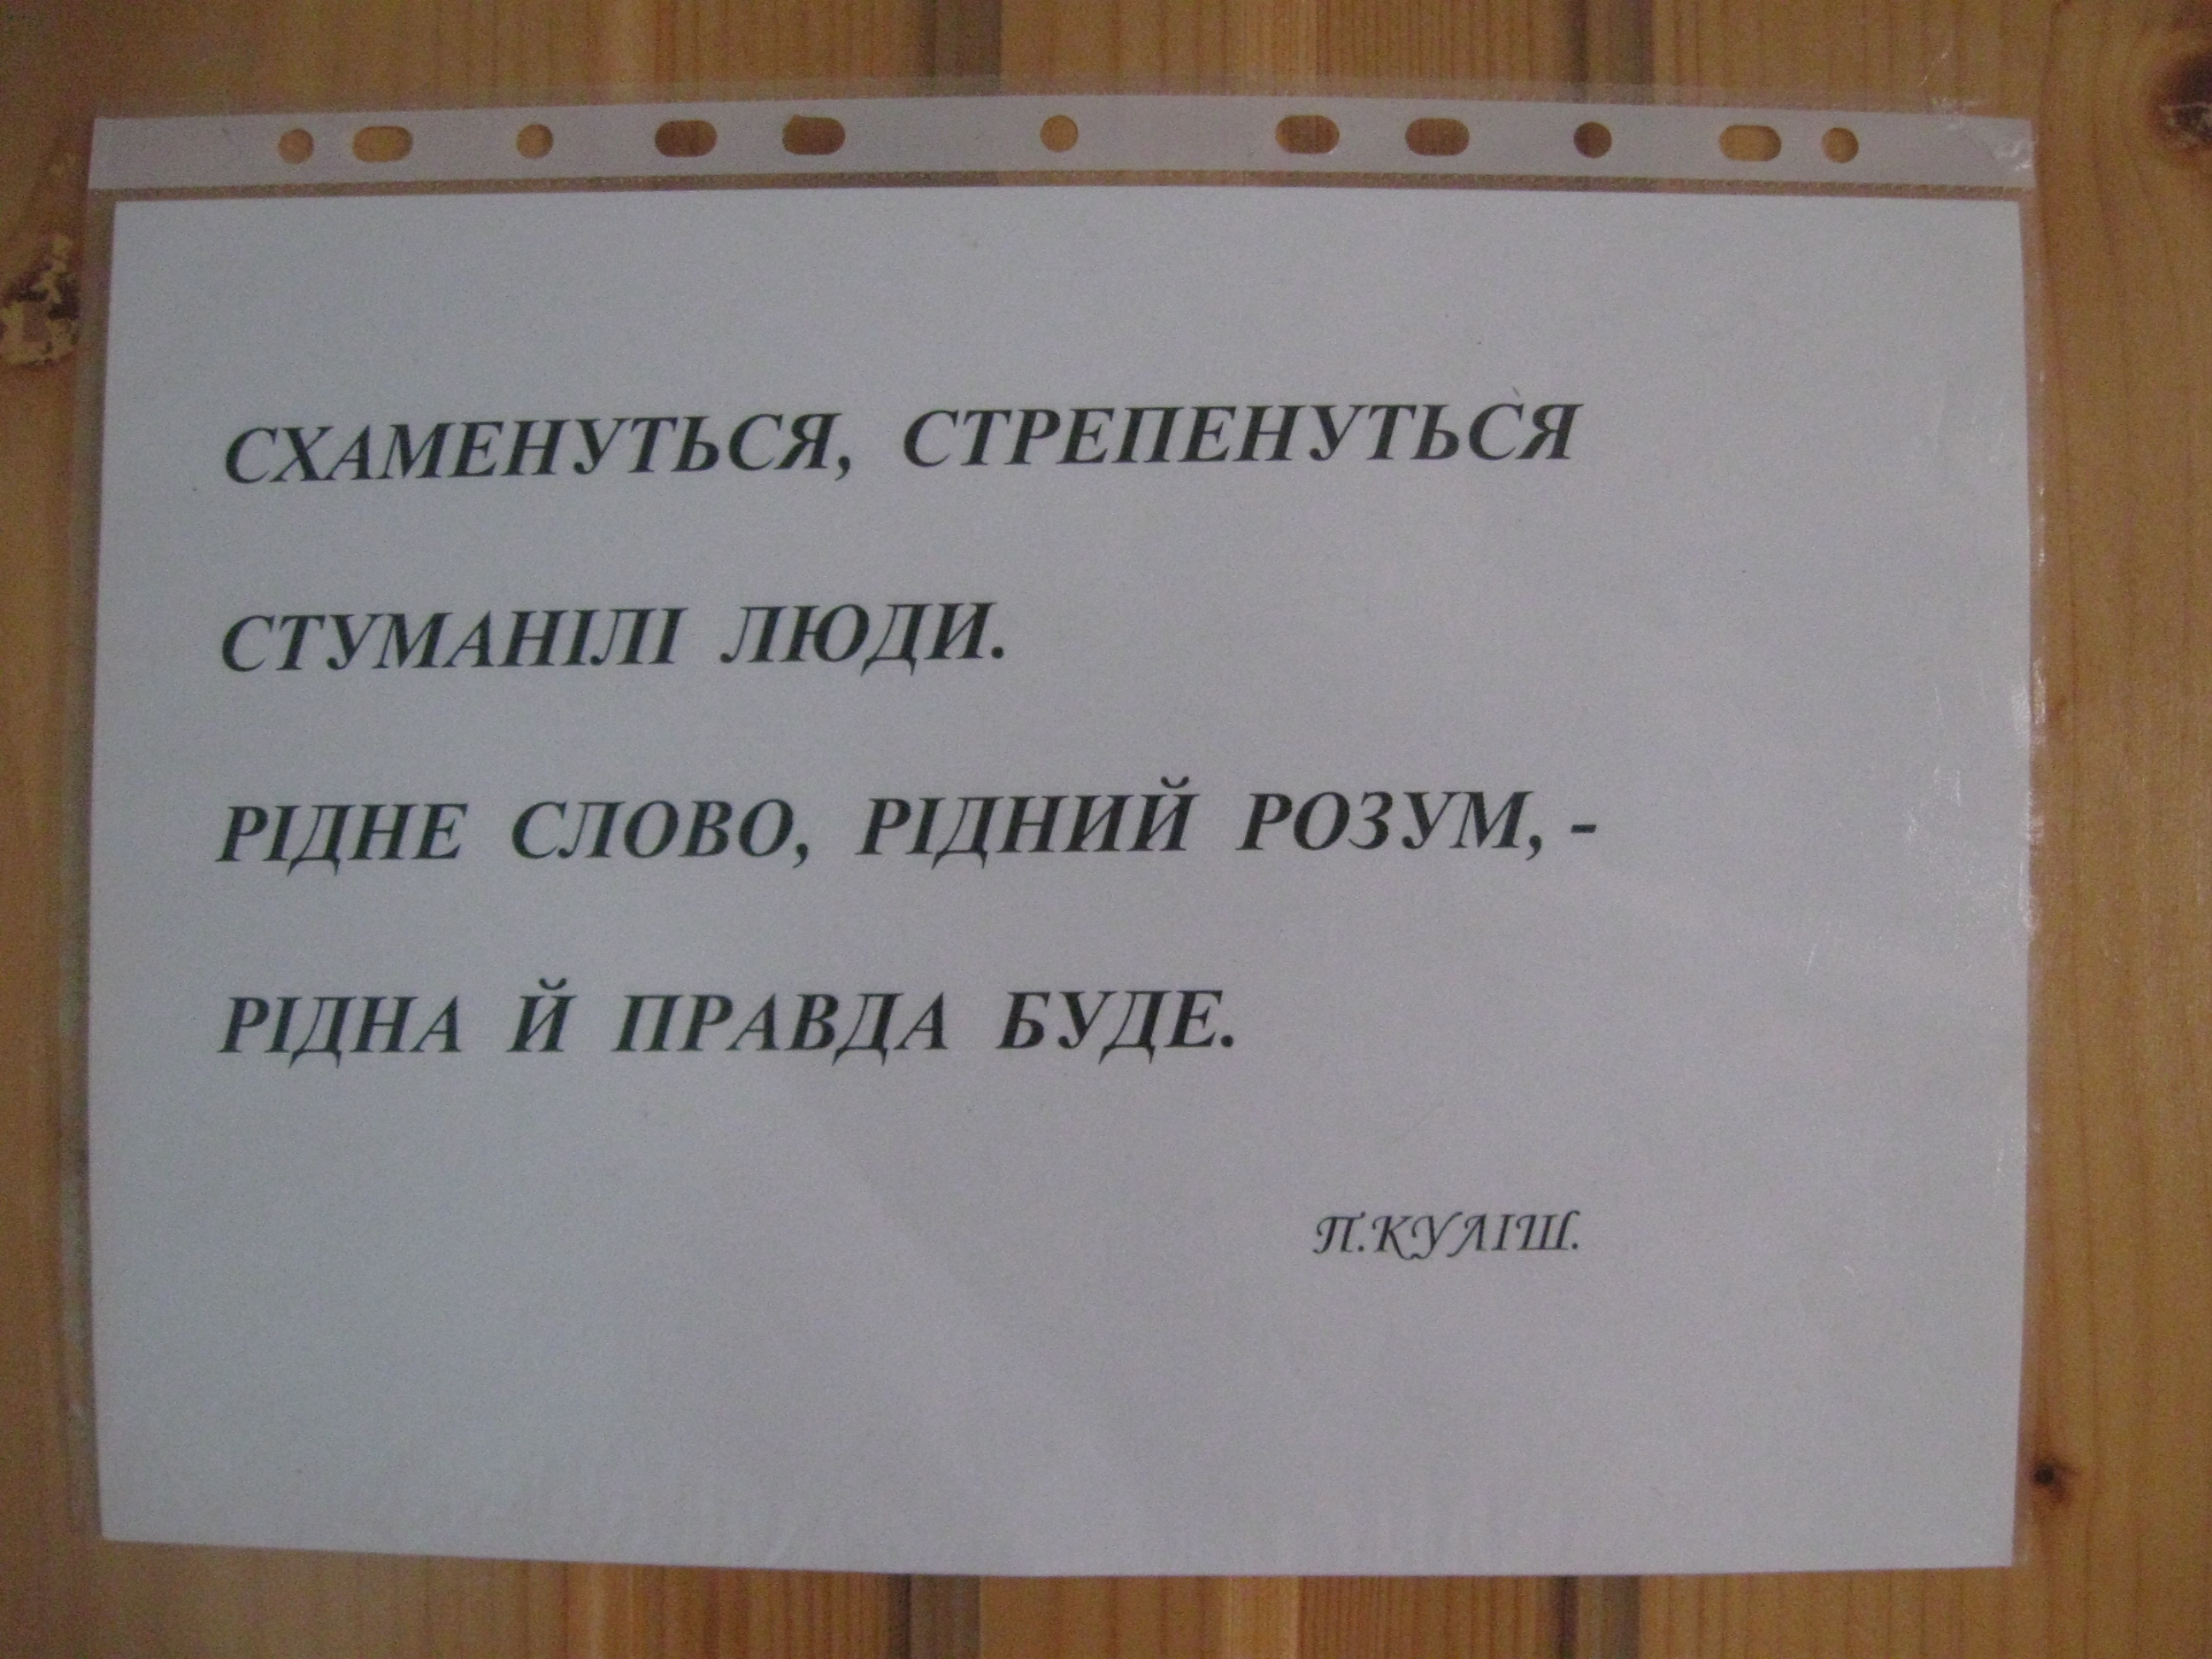 СХАМЕНУТЬСЯ, СТРЕПЕНУТЬСЯ
СТУМАНІЛІ ЛЮДИ.
РІДНЕ СЛОВО, РІДНИЙ РОЗУМ, -
РІДНА Й ПРАВДА БУДЕ.
П.КУЛІШ.